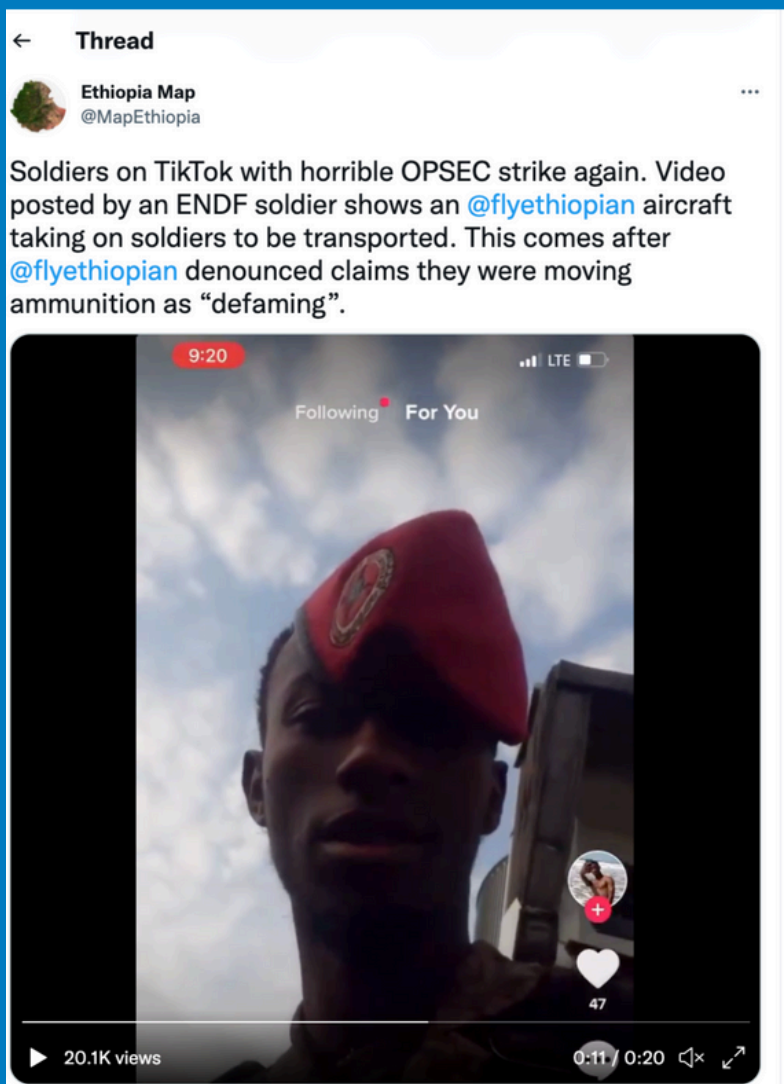 Thread
Ethiopia Map
@MapEthiopia
Soldiers on TikTok with horrible OPSEC strike again. Video
posted by an ENDF soldier shows an @flyethiopian aircraft
taking on soldiers to be transported. This comes after
@flyethiopian denounced claims they were moving
ammunition as “defaming”.
9:20
LTE
Following For You
47
20.1K views
0:11 / 0:20